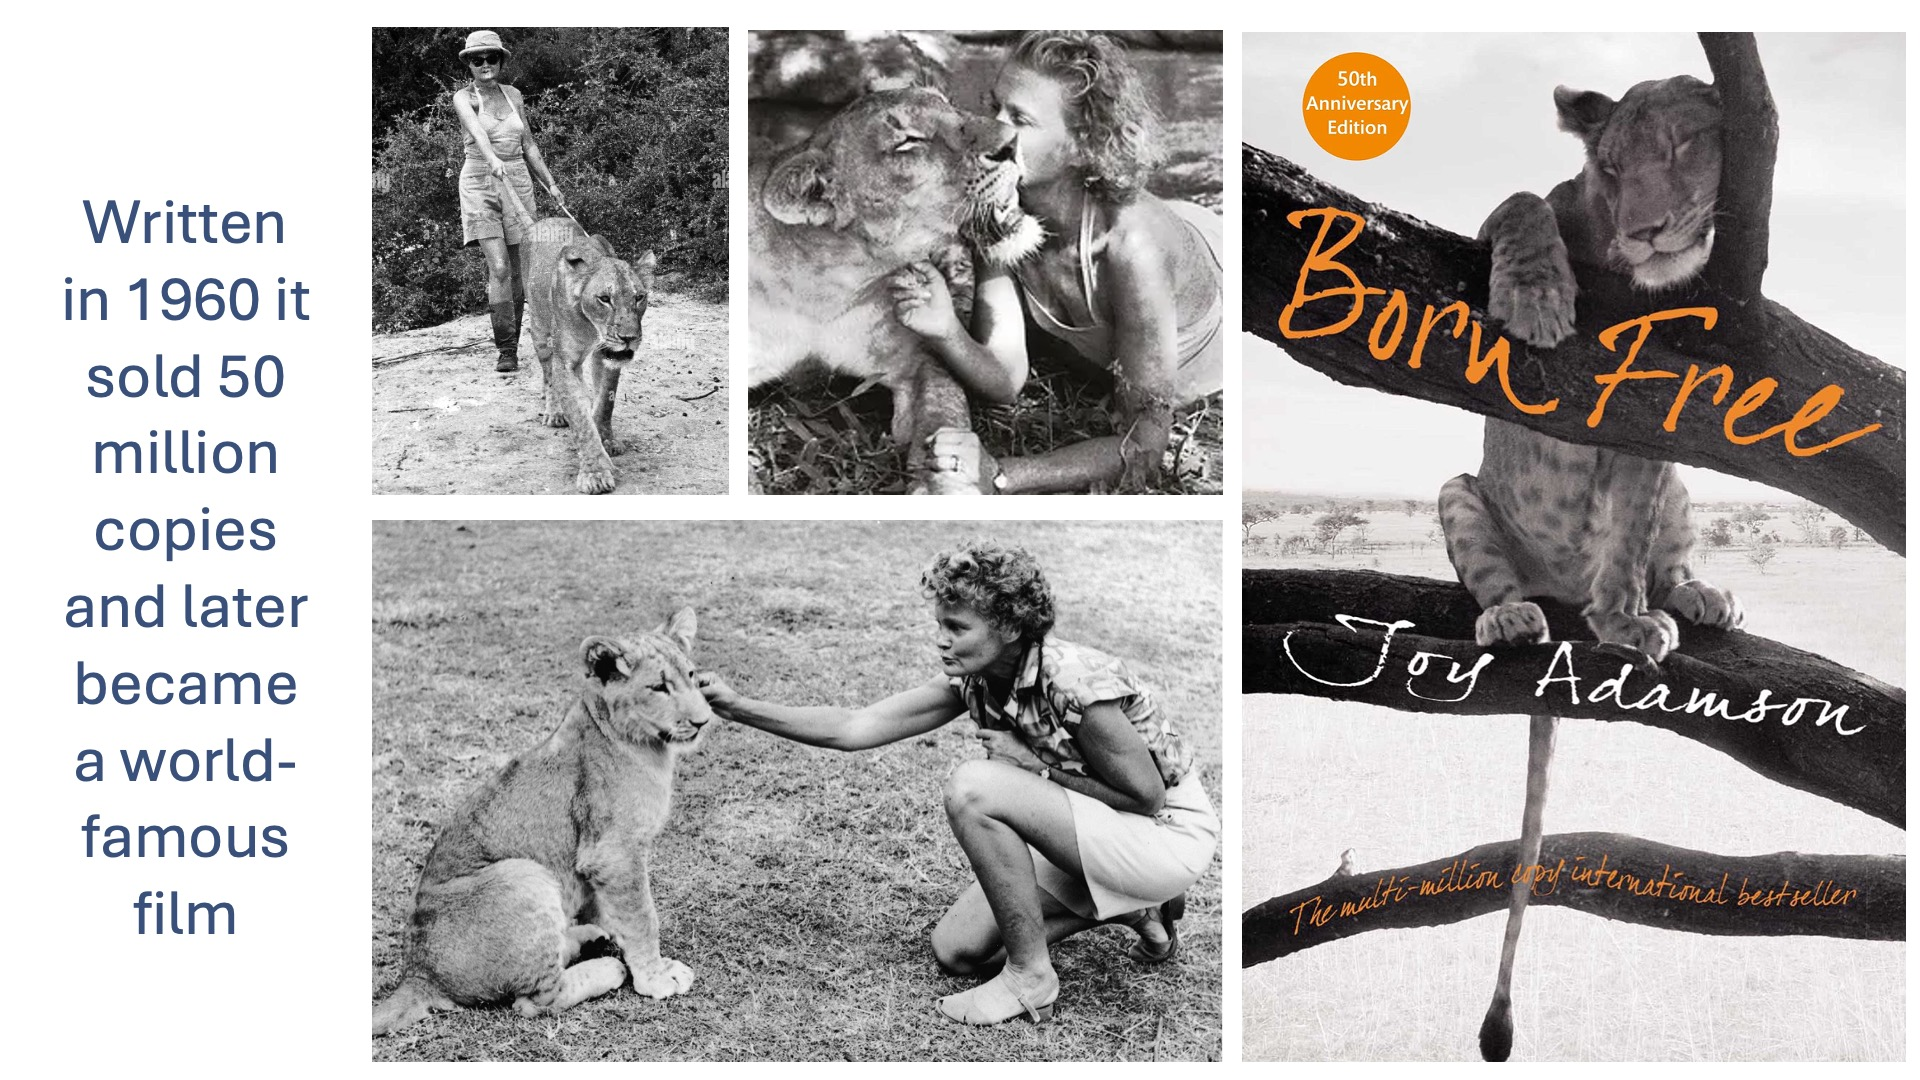 Written
in 1960 it
sold 50
million
copies
and later
became
a world-
famous
film
alamy
50th
Anniversary
Edition
Born Free
Joy Adamson
The multi-million copy international bestseller